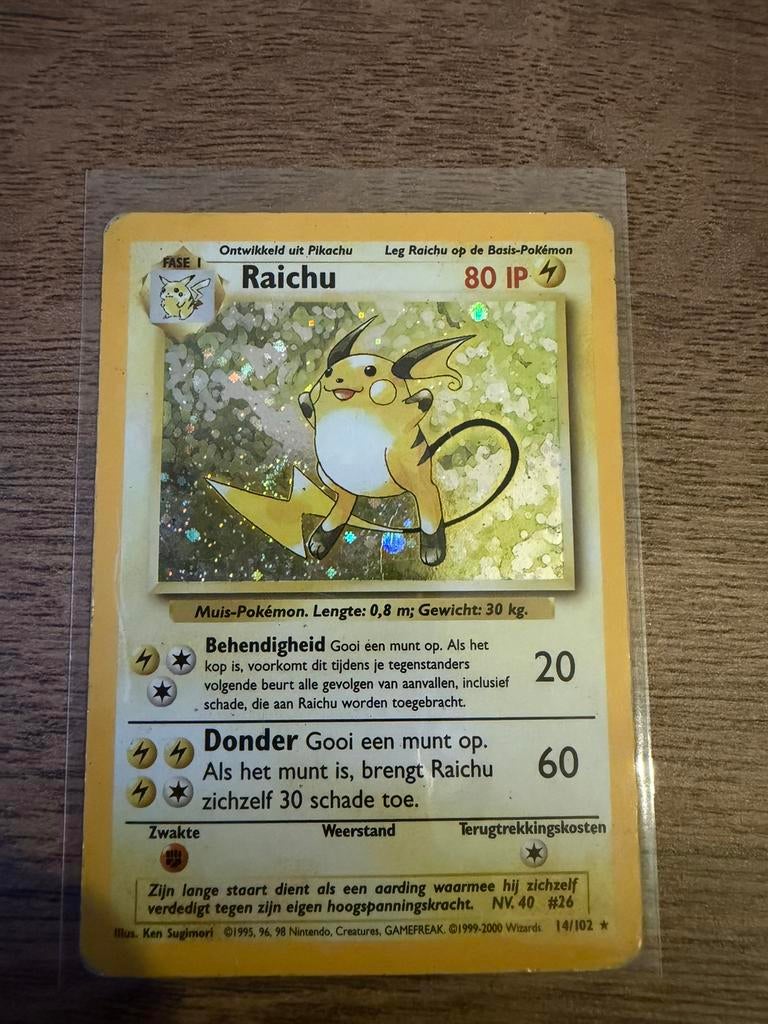 Ontwikkeld uit Pikachu Leg Raichu op de Basis-Pokémon
FASE 1
Raichu 80 IP
Muis-Pokémon. Lengte: 0,8 m; Gewicht: 30 kg.
Behendigheid Gooi een munt op. Als het
kop is, voorkomt dit tijdens je tegenstanders
volgende beurt alle gevolgen van aanvallen, inclusief
schade, die aan Raichu worden toegebracht.
20
Donder Gooi een munt op.
Als het munt is, brengt Raichu
zichzelf 30 schade toe.
60
Zwakte Weerstand Terugtrekkingskosten
Zijn lange staart dient als een aarding waarmee hij zichzelf
verdedigt tegen zijn eigen hoogspanningskracht. NV. 40 #26
Illus. Ken Sugimori ©1995, 96, 98 Nintendo, Creatures, GAMEFREAK. ©1999-2000 Wizards. 14/102 ★